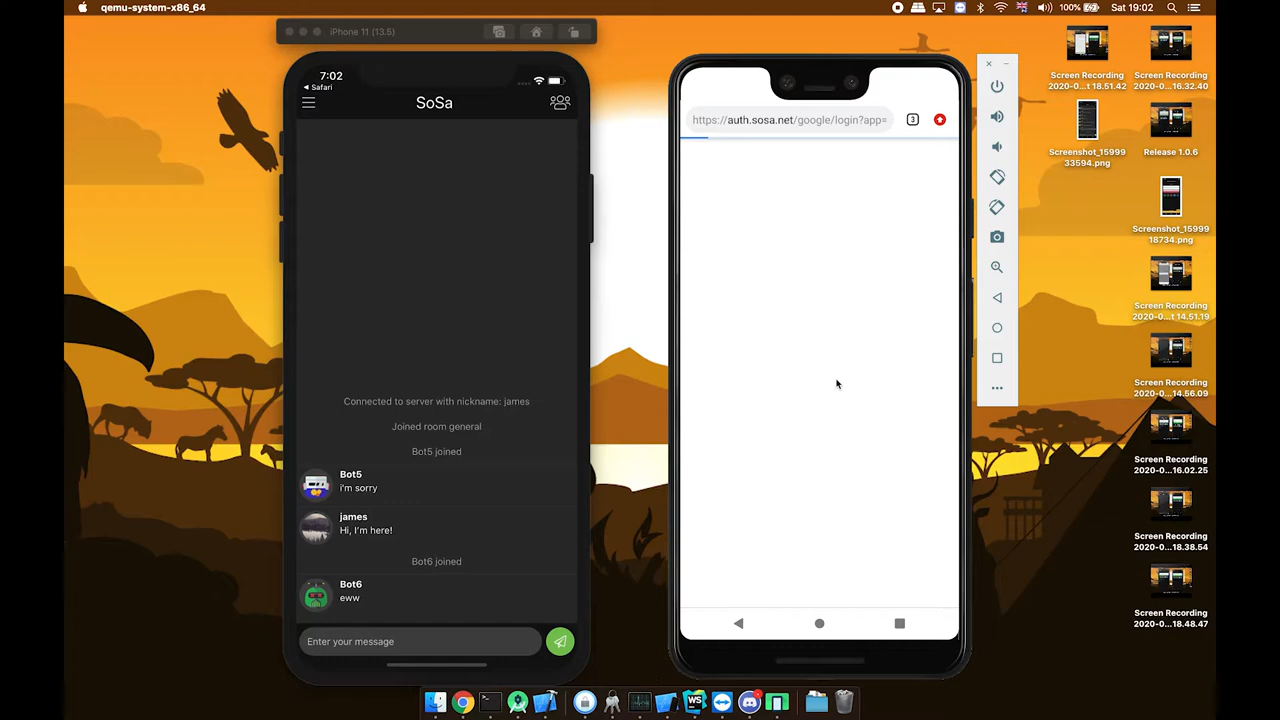 qemu-system-x86_64
100%
Sat 19:02
iPhone 11 (13.5)
7:02
Safari
SoSa
Connected to server with nickname: james
Joined room general
Bot5 joined
Bot5
i'm sorry
james
Hi, I'm here!
Bot6 joined
Bot6
eww
Enter your message
https://auth.sosa.net/google/login?app=
3
Screen Recording
2020-0...t 18.51.42
Screen Recording
2020-0...16.32.40
Screenshot_15999
33594.png
Release 1.0.6
Screenshot_15999
18734.png
Screen Recording
2020-0...t 14.51.19
Screen Recording
2020-0...14.56.09
Screen Recording
2020-0...16.02.25
Screen Recording
2020-0...18.38.54
Screen Recording
2020-0...18.48.47
WS